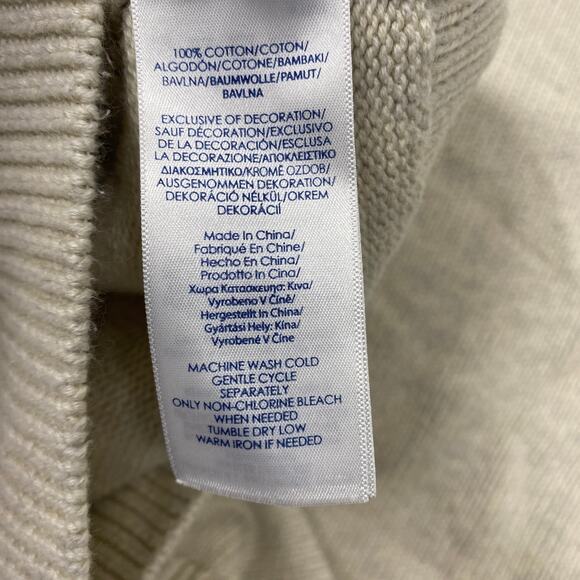 100% COTTON/COTON/
ALGODÓN/COTONE/BAMBAKI/
BAVLNA/BAUMWOLLE/PAMUT/
BAVLNA
EXCLUSIVE OF DECORATION/
SAUF DÉCORATION/EXCLUSIVO
DE LA DECORACIÓN/ESCLUSA
LA DECORAZIONE/ΑΠΟΚΛΕΙΣΤΙΚΟ
ΔΙΑΚΟΣΜΗΤΙΚΟ/KROMĚ OZDOB/
AUSGENOMMEN DEKORATION/
DEKORÁCIÓ NÉLKÜL/OKREM
DEKORÁCIÍ
Made In China/
Fabriqué En Chine/
Hecho En China/
Prodotto In Cina/
Χωρα Κατασκευησ: Κινα/
Vyrobeno V Číně/
Hergestellt in China/
Gyártási Hely: Kína/
Vyrobené V Číne
MACHINE WASH COLD
GENTLE CYCLE
SEPARATELY
ONLY NON-CHLORINE BLEACH
WHEN NEEDED
TUMBLE DRY LOW
WARM IRON IF NEEDED